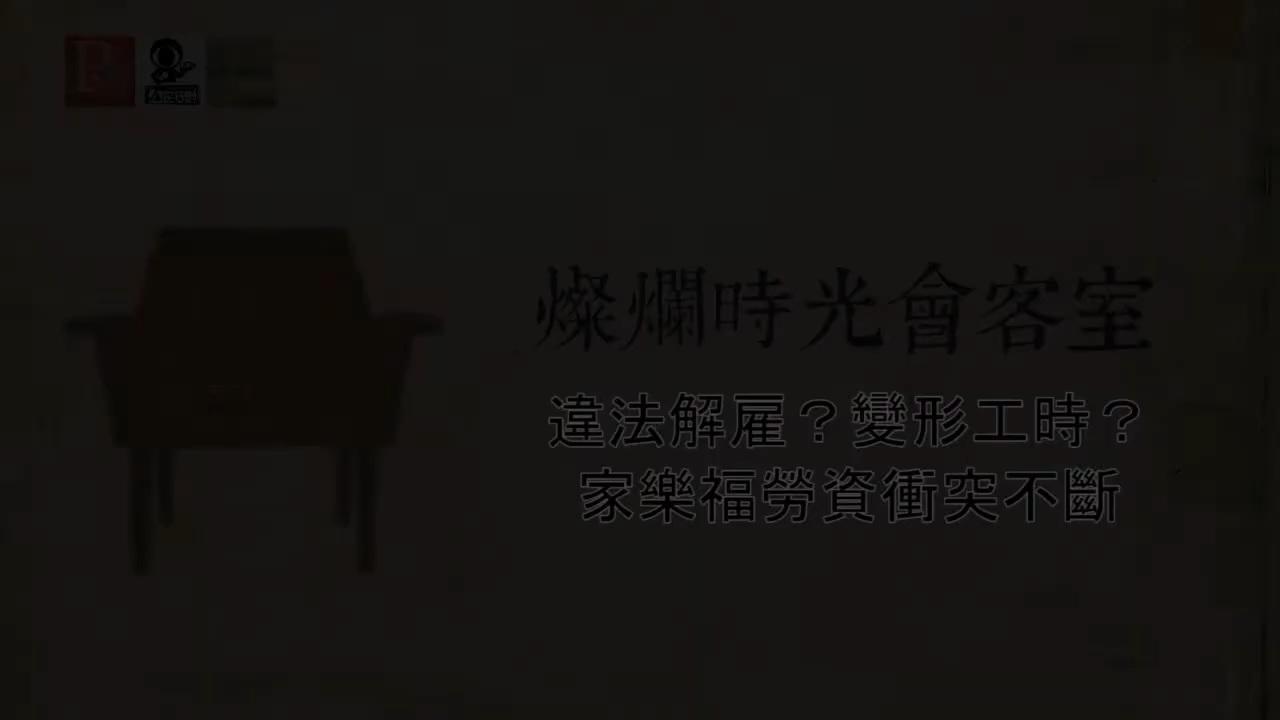 燦爛時光會客室
違法解雇？變形工時？
家樂福勞資衝突不斷